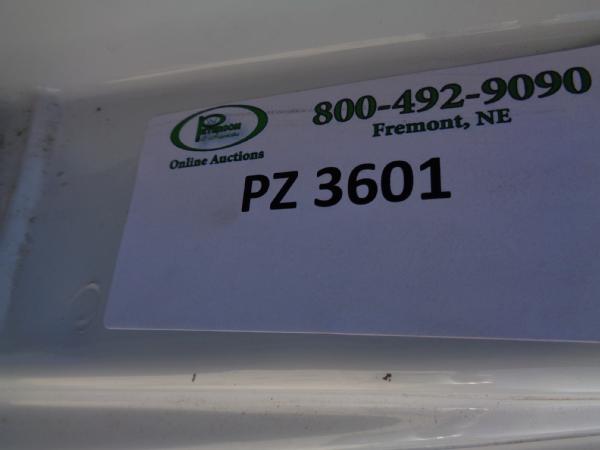 800-492-9090
Fremont, NE
Online Auctions
PZ 3601